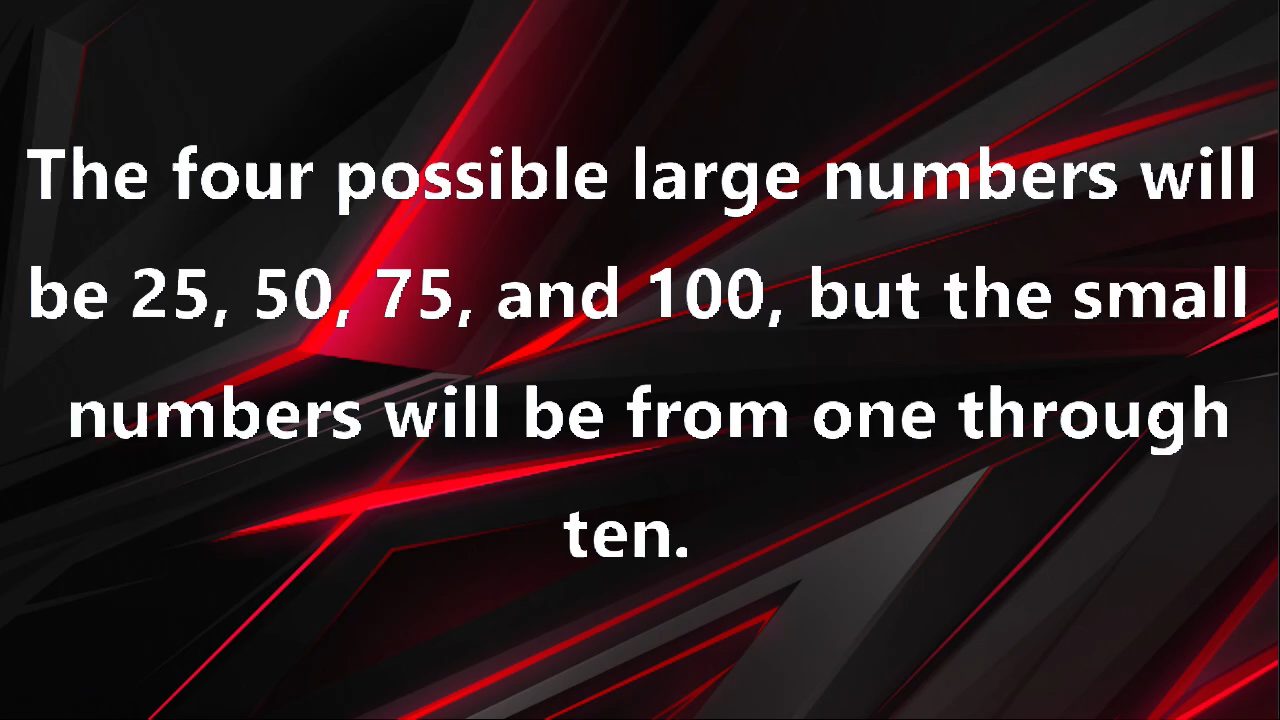 The four possible large numbers will
be 25, 50, 75, and 100, but the small
numbers will be from one through
ten.